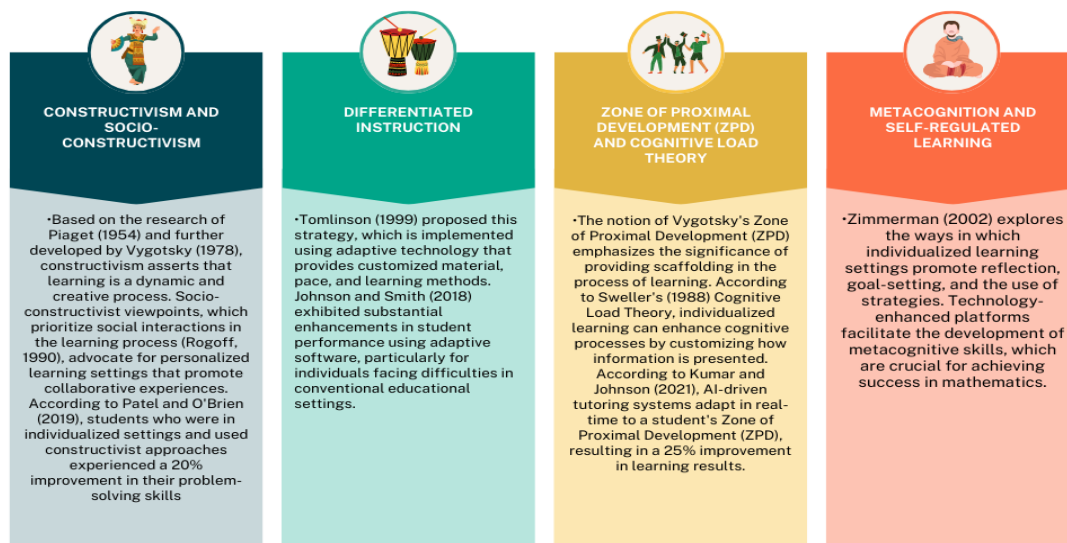 CONSTRUCTIVISM AND
SOCIO-
CONSTRUCTIVISM
•Based on the research of
Piaget (1954) and further
developed by Vygotsky (1978),
constructivism asserts that
learning is a dynamic and
creative process. Socio-
constructivist viewpoints, which
prioritize social interactions in
the learning process (Rogoff,
1990), advocate for personalized
learning settings that promote
collaborative experiences.
According to Patel and O'Brien
(2019), students who were in
individualized settings and used
constructivist approaches
experienced a 20%
improvement in their problem-
solving skills
DIFFERENTIATED
INSTRUCTION
•Tomlinson (1999) proposed this
strategy, which is implemented
using adaptive technology that
provides customized material,
pace, and learning methods.
Johnson and Smith (2018)
exhibited substantial
enhancements in student
performance using adaptive
software, particularly for
individuals facing difficulties in
conventional educational
settings.
ZONE OF PROXIMAL
DEVELOPMENT (ZPD)
AND COGNITIVE LOAD
THEORY
•The notion of Vygotsky's Zone
of Proximal Development (ZPD)
emphasizes the significance of
providing scaffolding in the
process of learning. According
to Sweller's (1988) Cognitive
Load Theory, individualized
learning can enhance cognitive
processes by customizing how
information is presented.
According to Kumar and
Johnson (2021), AI-driven
tutoring systems adapt in real-
time to a student's Zone of
Proximal Development (ZPD),
resulting in a 25% improvement
in learning results.
METACOGNITION AND
SELF-REGULATED
LEARNING
•Zimmerman (2002) explores
the ways in which
individualized learning
settings promote reflection,
goal-setting, and the use of
strategies. Technology-
enhanced platforms
facilitate the development of
metacognitive skills, which
are crucial for achieving
success in mathematics.